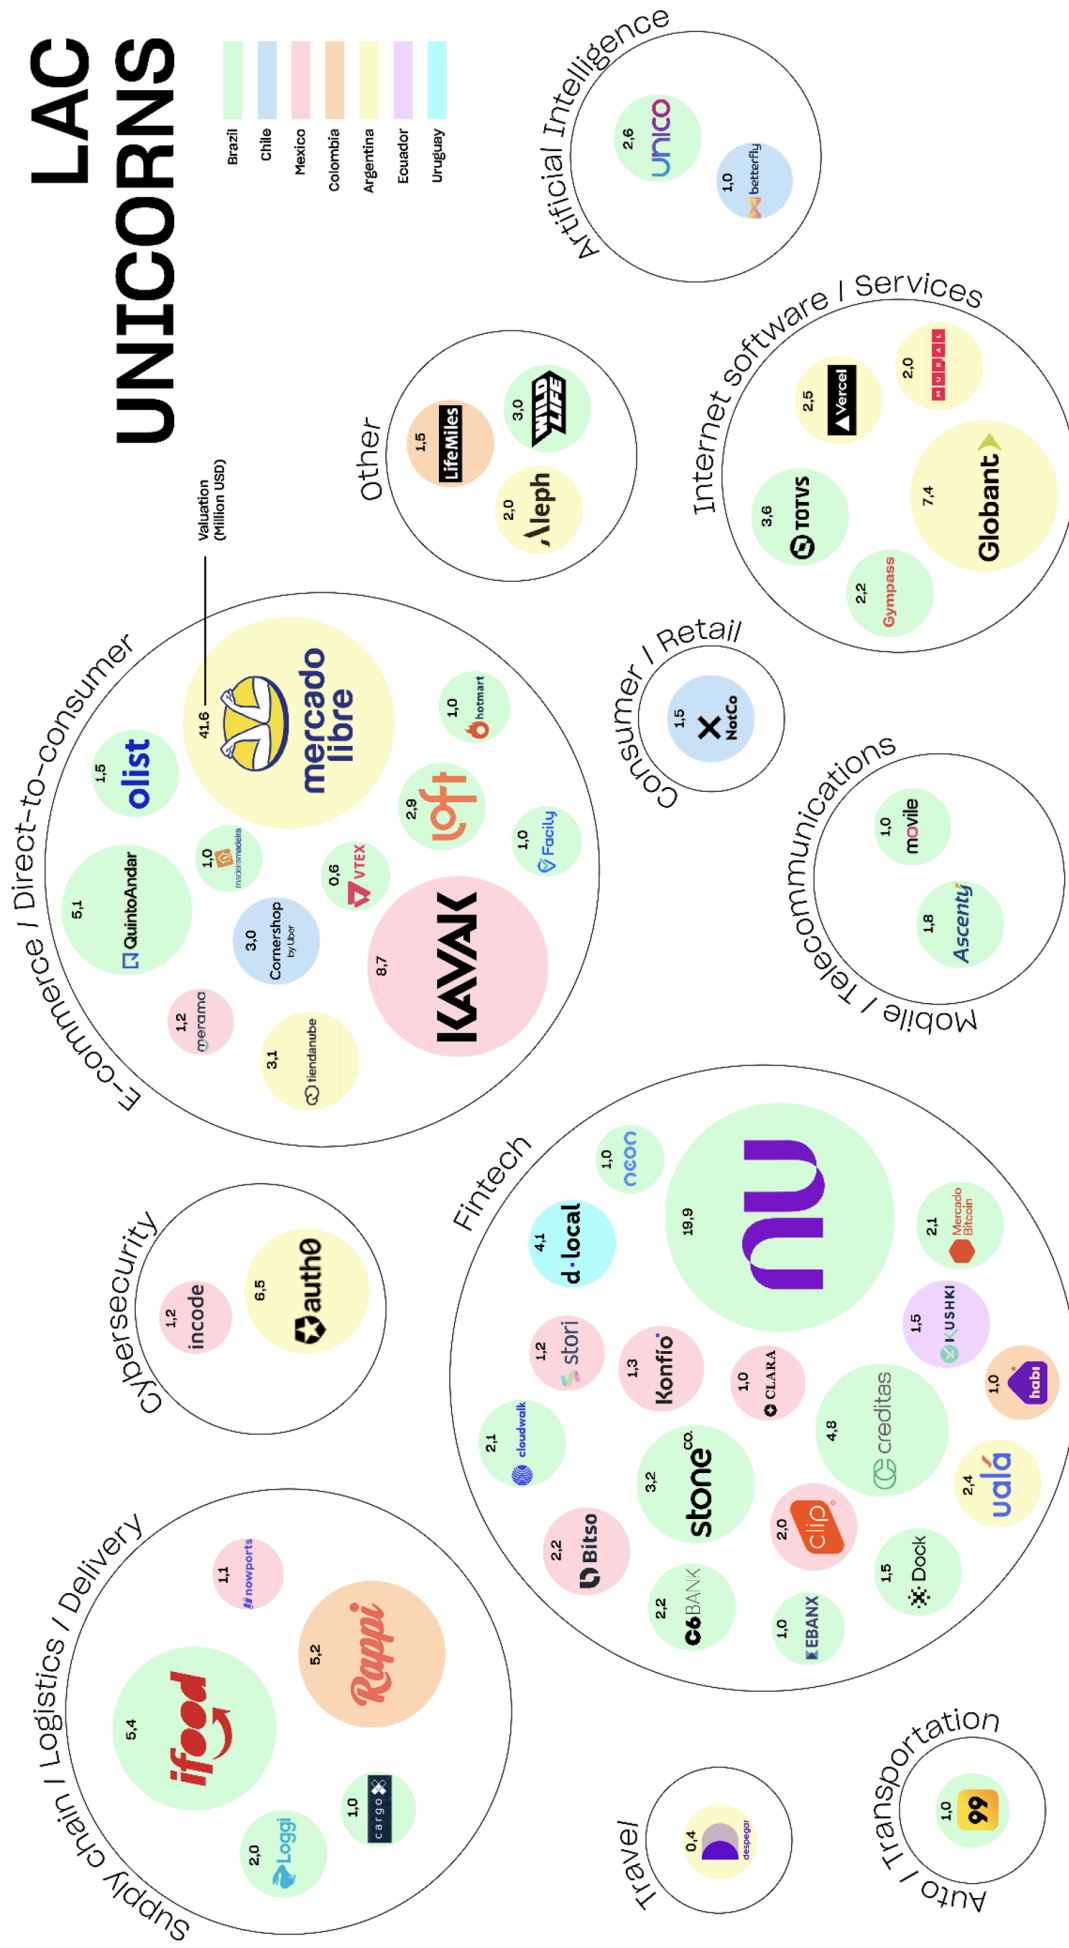 LAC
UNICORNS
Brazil
Chile
Mexico
Colombia
Argentina
Ecuador
Uruguay
Valuation
(Million USD)
Supply chain / Logistics / Delivery
5,4
ifood
1,1
nowports
5,2
Rappi
2,0
Loggi
1,0
cargo X
Cybersecurity
1,2
incode
6,5
auth0
E-commerce / Direct-to-consumer
5,1
QuintoAndar
1,5
olist
41,6
mercado
libre
1,0
madeiramadeira
1,2
merama
3,0
Cornershop
by Uber
3,1
tiendanube
0,6
VTEX
8,7
KAVAK
2,9
Loft
1,0
hotmart
1,0
Facily
Other
1,5
LifeMiles
2,0
Aleph
3,0
WILD
LIFE
Artificial Intelligence
2,6
unico
1,0
betterfly
Travel
0,4
despegar
Auto / Transportation
1,0
99
Fintech
2,1
cloudwalk
1,2
stori
4,1
d·local
1,0
neon
2,2
Bitso
1,3
Konfío
3,2
stone co.
2,2
C6BANK
1,0
CLARA
19,9
nu
2,0
clip
1,0
EBANX
4,8
creditas
1,5
Dock
1,5
KUSHKI
2,1
Mercado
Bitcoin
2,4
ualá
1,0
habi
Consumer / Retail
1,5
NotCo
Mobile / Telecommunications
1,0
movile
1,8
Ascenty
Internet software / Services
3,6
TOTVS
2,5
Vercel
2,0
MURAL
2,2
Gympass
7,4
Globant